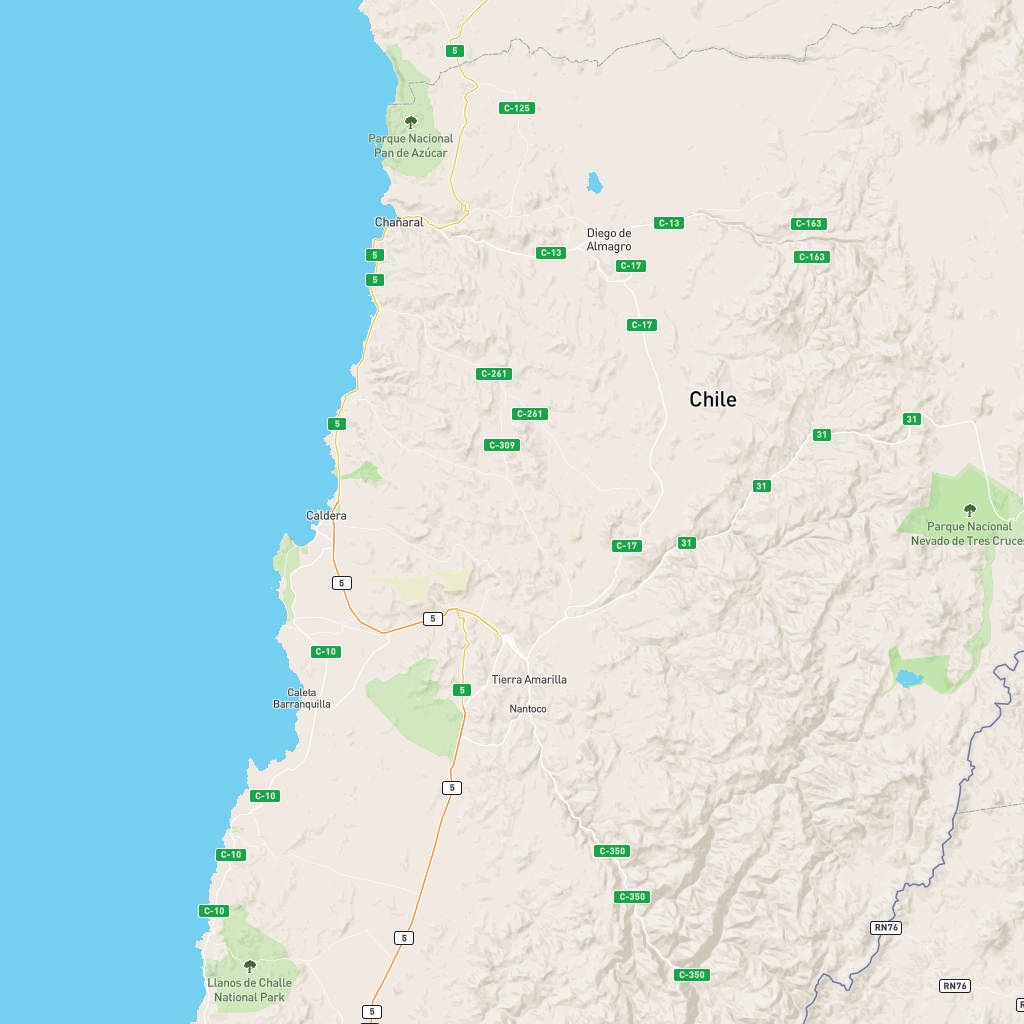 5
C-125
Parque Nacional
Pan de Azúcar
Chañaral
C-13
C-163
Diego de
Almagro
5
C-13
C-163
C-17
5
C-17
C-261
Chile
C-261
5
31
31
C-309
31
Caldera
Parque Nacional
Nevado de Tres Cruces
C-17
31
5
5
C-10
Tierra Amarilla
5
Caleta
Barranquilla
Nantoco
5
C-10
C-350
C-10
C-350
C-10
RN76
5
Llanos de Challe
National Park
C-350
RN76
5